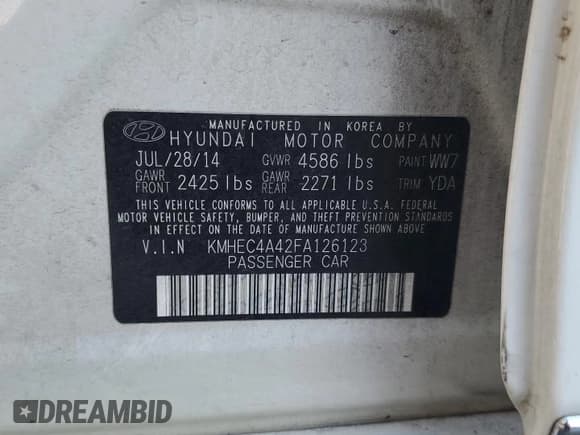 MANUFACTURED IN KOREA BY
HYUNDAI MOTOR COMPANY
JUL/28/14 GVWR 4586 lbs PAINT WW7
GAWR FRONT 2425 lbs GAWR REAR 2271 lbs TRIM YDA
THIS VEHICLE CONFORMS TO ALL APPLICABLE U.S.A. FEDERAL
MOTOR VEHICLE SAFETY, BUMPER, AND THEFT PREVENTION STANDARDS
IN EFFECT ON THE DATE OF MANUFACTURE SHOWN ABOVE
V.I.N KMHEC4A42FA126123
PASSENGER CAR
DREAMBID